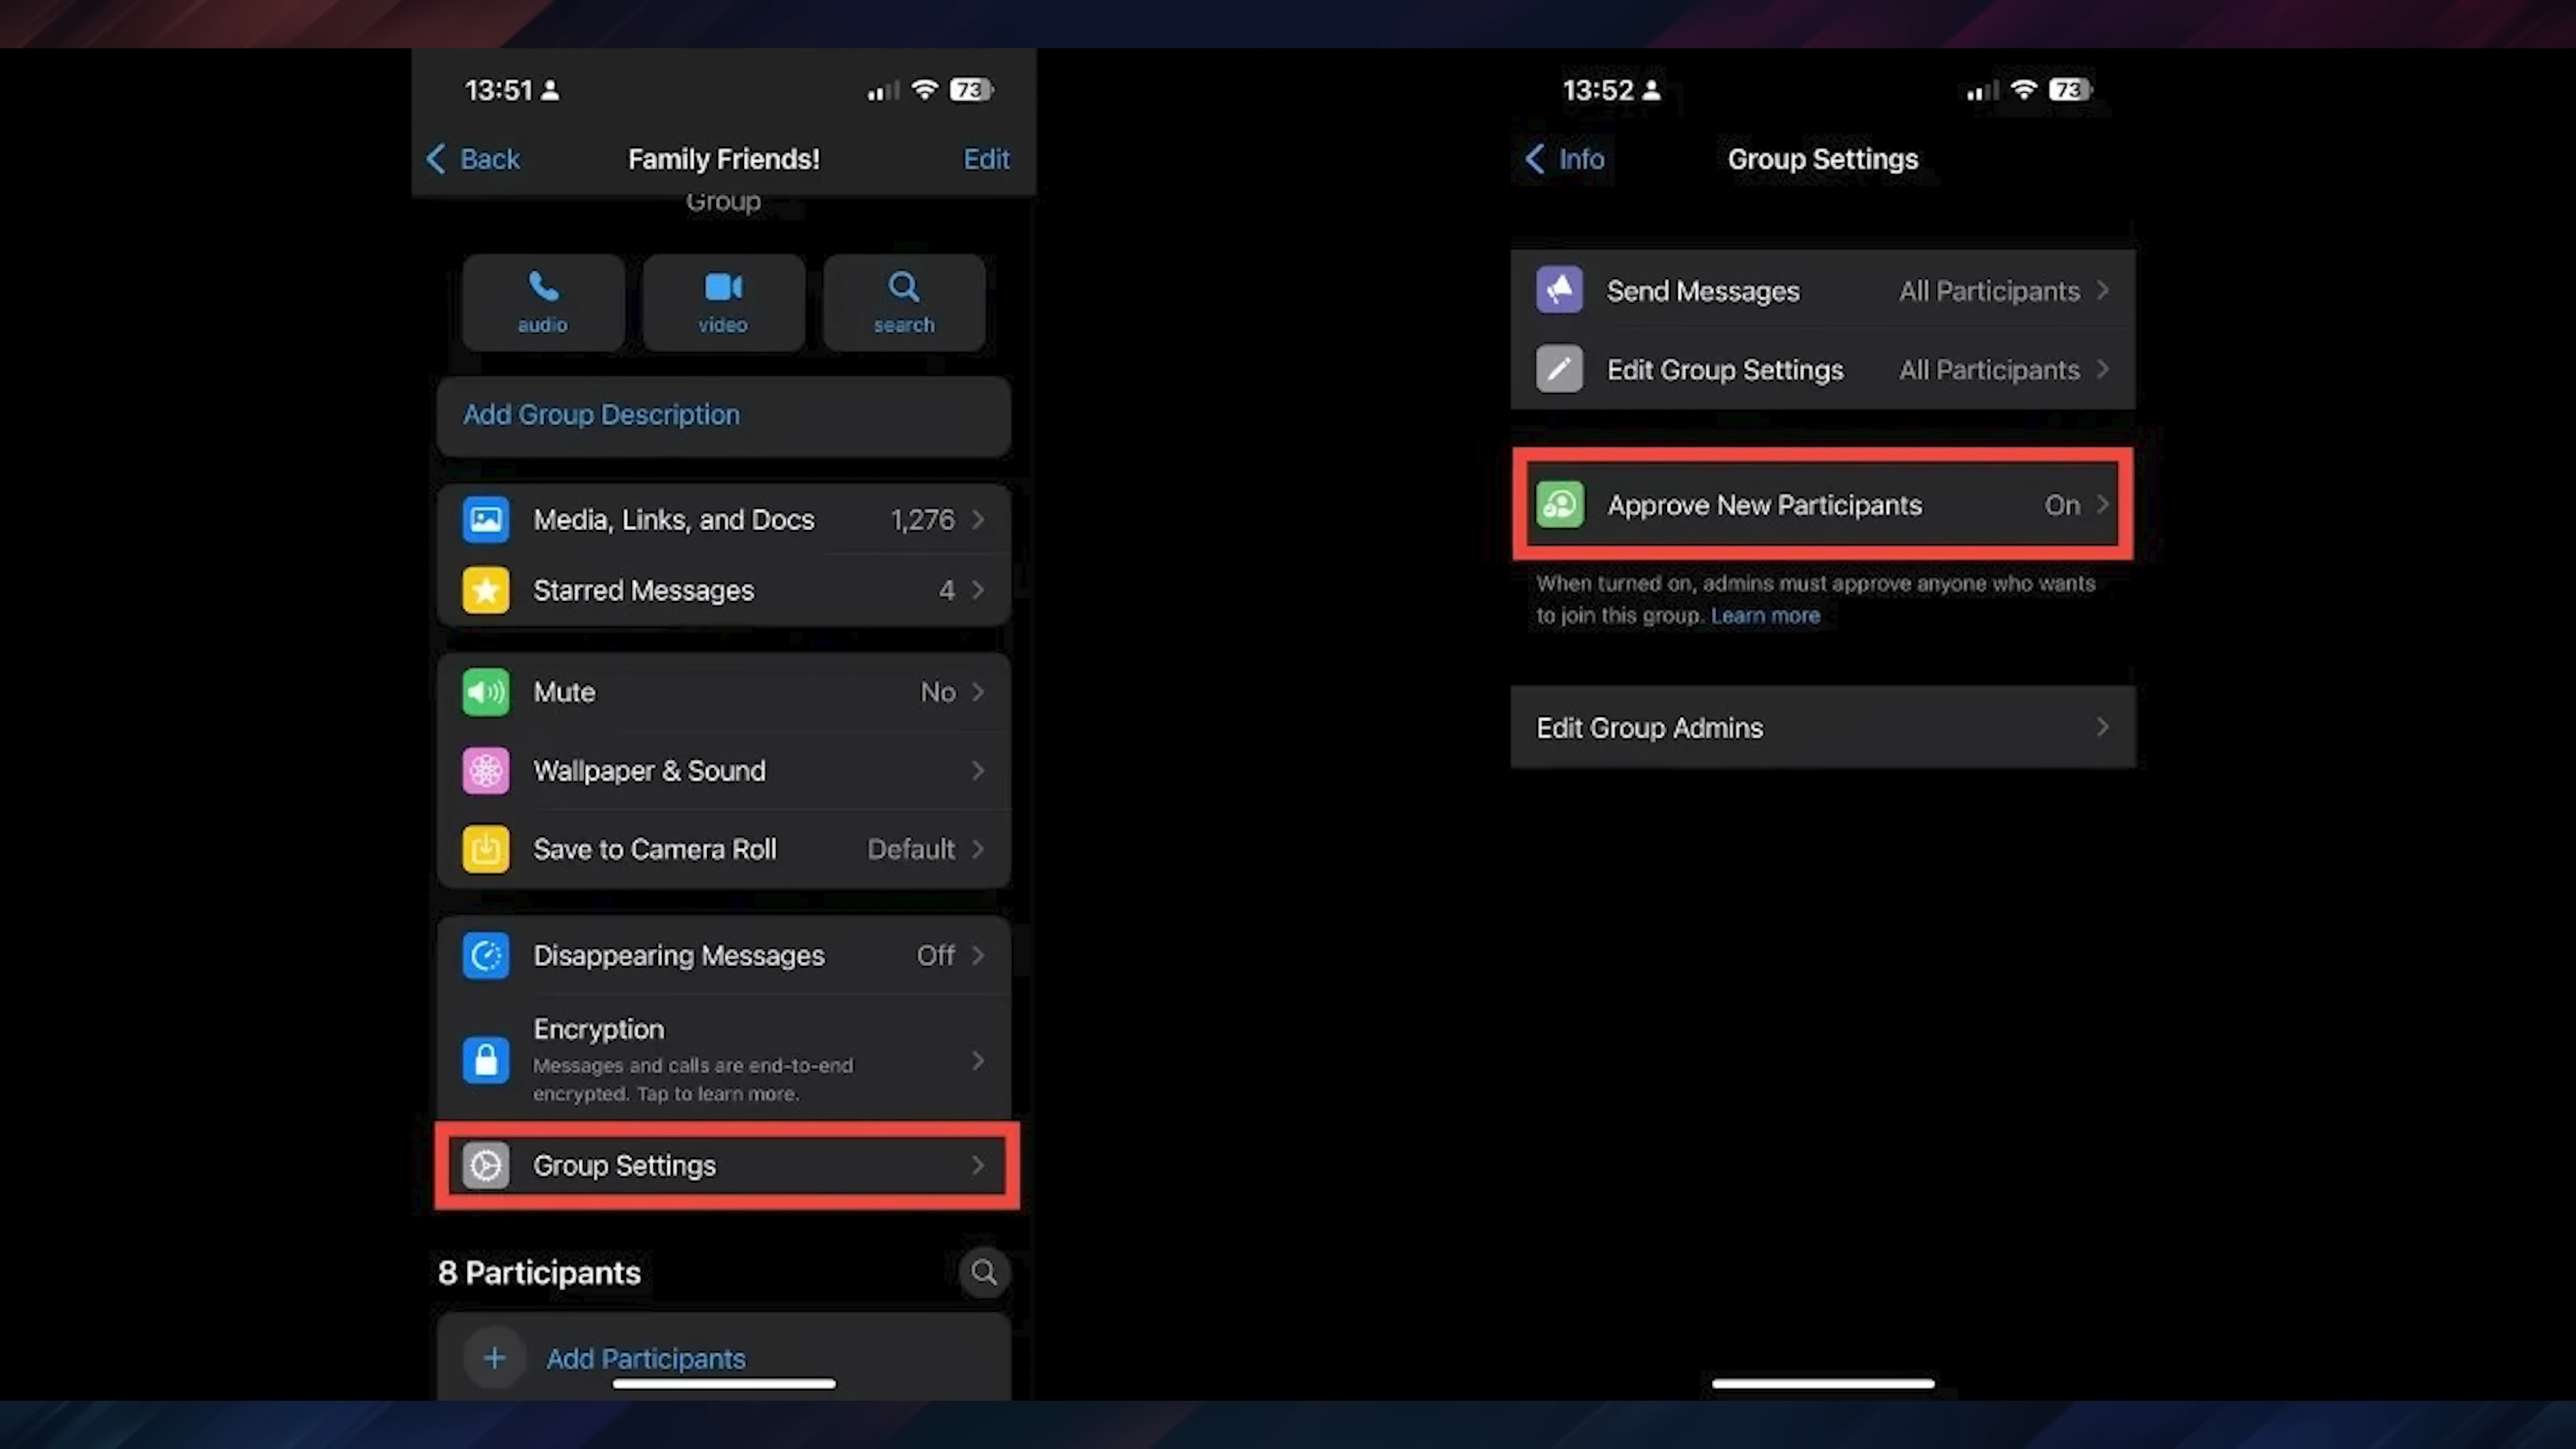 13:51
73
Back
Family Friends!
Edit
Group
audio
video
search
Add Group Description
Media, Links, and Docs
1,276
Starred Messages
4
Mute
No
Wallpaper & Sound
Save to Camera Roll
Default
Disappearing Messages
Off
Encryption
Messages and calls are end-to-end
encrypted. Tap to learn more.
Group Settings
8 Participants
Add Participants
13:52
73
Info
Group Settings
Send Messages
All Participants
Edit Group Settings
All Participants
Approve New Participants
On
When turned on, admins must approve anyone who wants
to join this group. Learn more
Edit Group Admins